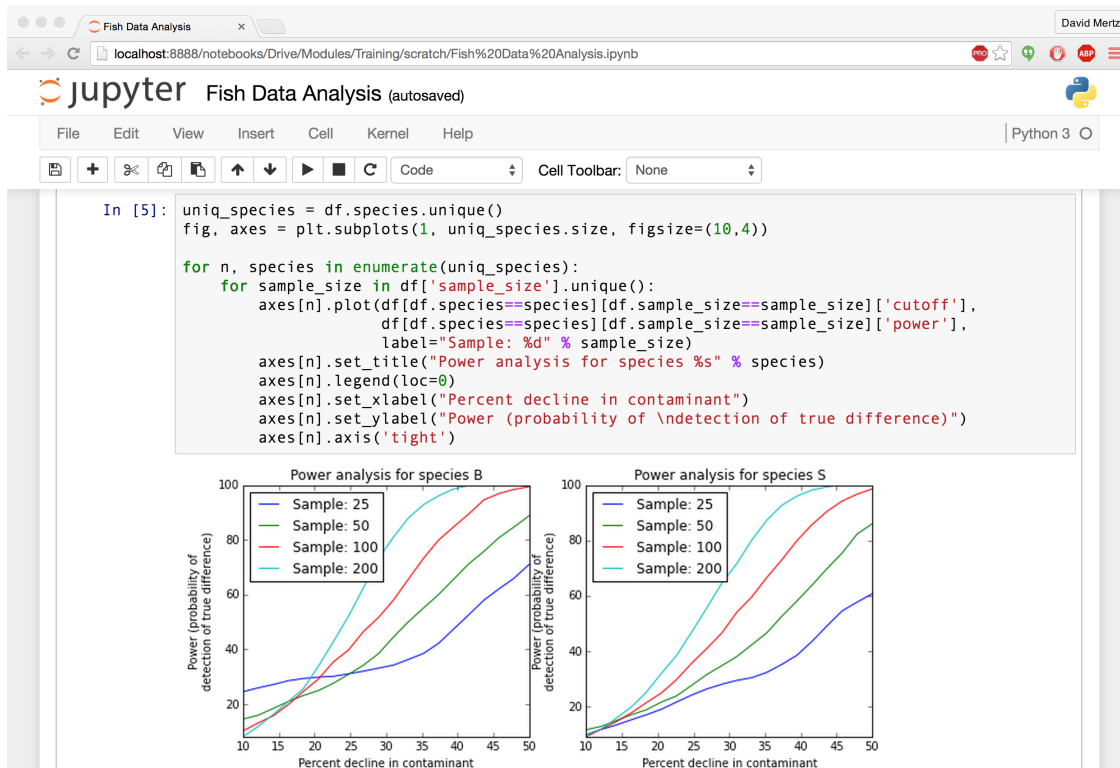 Fish Data Analysis
David Mertz
localhost:8888/notebooks/Drive/Modules/Training/scratch/Fish%20Data%20Analysis.ipynb
PRO
ABP
jupyter Fish Data Analysis (autosaved)
File Edit View Insert Cell Kernel Help Python 3
Code Cell Toolbar: None
In [5]: uniq_species = df.species.unique()
fig, axes = plt.subplots(1, uniq_species.size, figsize=(10,4))
for n, species in enumerate(uniq_species):
    for sample_size in df['sample_size'].unique():
        axes[n].plot(df[df.species==species][df.sample_size==sample_size]['cutoff'],
                     df[df.species==species][df.sample_size==sample_size]['power'],
                     label="Sample: %d" % sample_size)
        axes[n].set_title("Power analysis for species %s" % species)
        axes[n].legend(loc=0)
        axes[n].set_xlabel("Percent decline in contaminant")
        axes[n].set_ylabel("Power (probability of \ndetection of true difference)")
        axes[n].axis('tight')
Power analysis for species B
Power (probability of
detection of true difference)
100
80
60
40
20
Sample: 25
Sample: 50
Sample: 100
Sample: 200
10 15 20 25 30 35 40 45 50
Percent decline in contaminant
Power analysis for species S
Power (probability of
detection of true difference)
100
80
60
40
20
Sample: 25
Sample: 50
Sample: 100
Sample: 200
10 15 20 25 30 35 40 45 50
Percent decline in contaminant